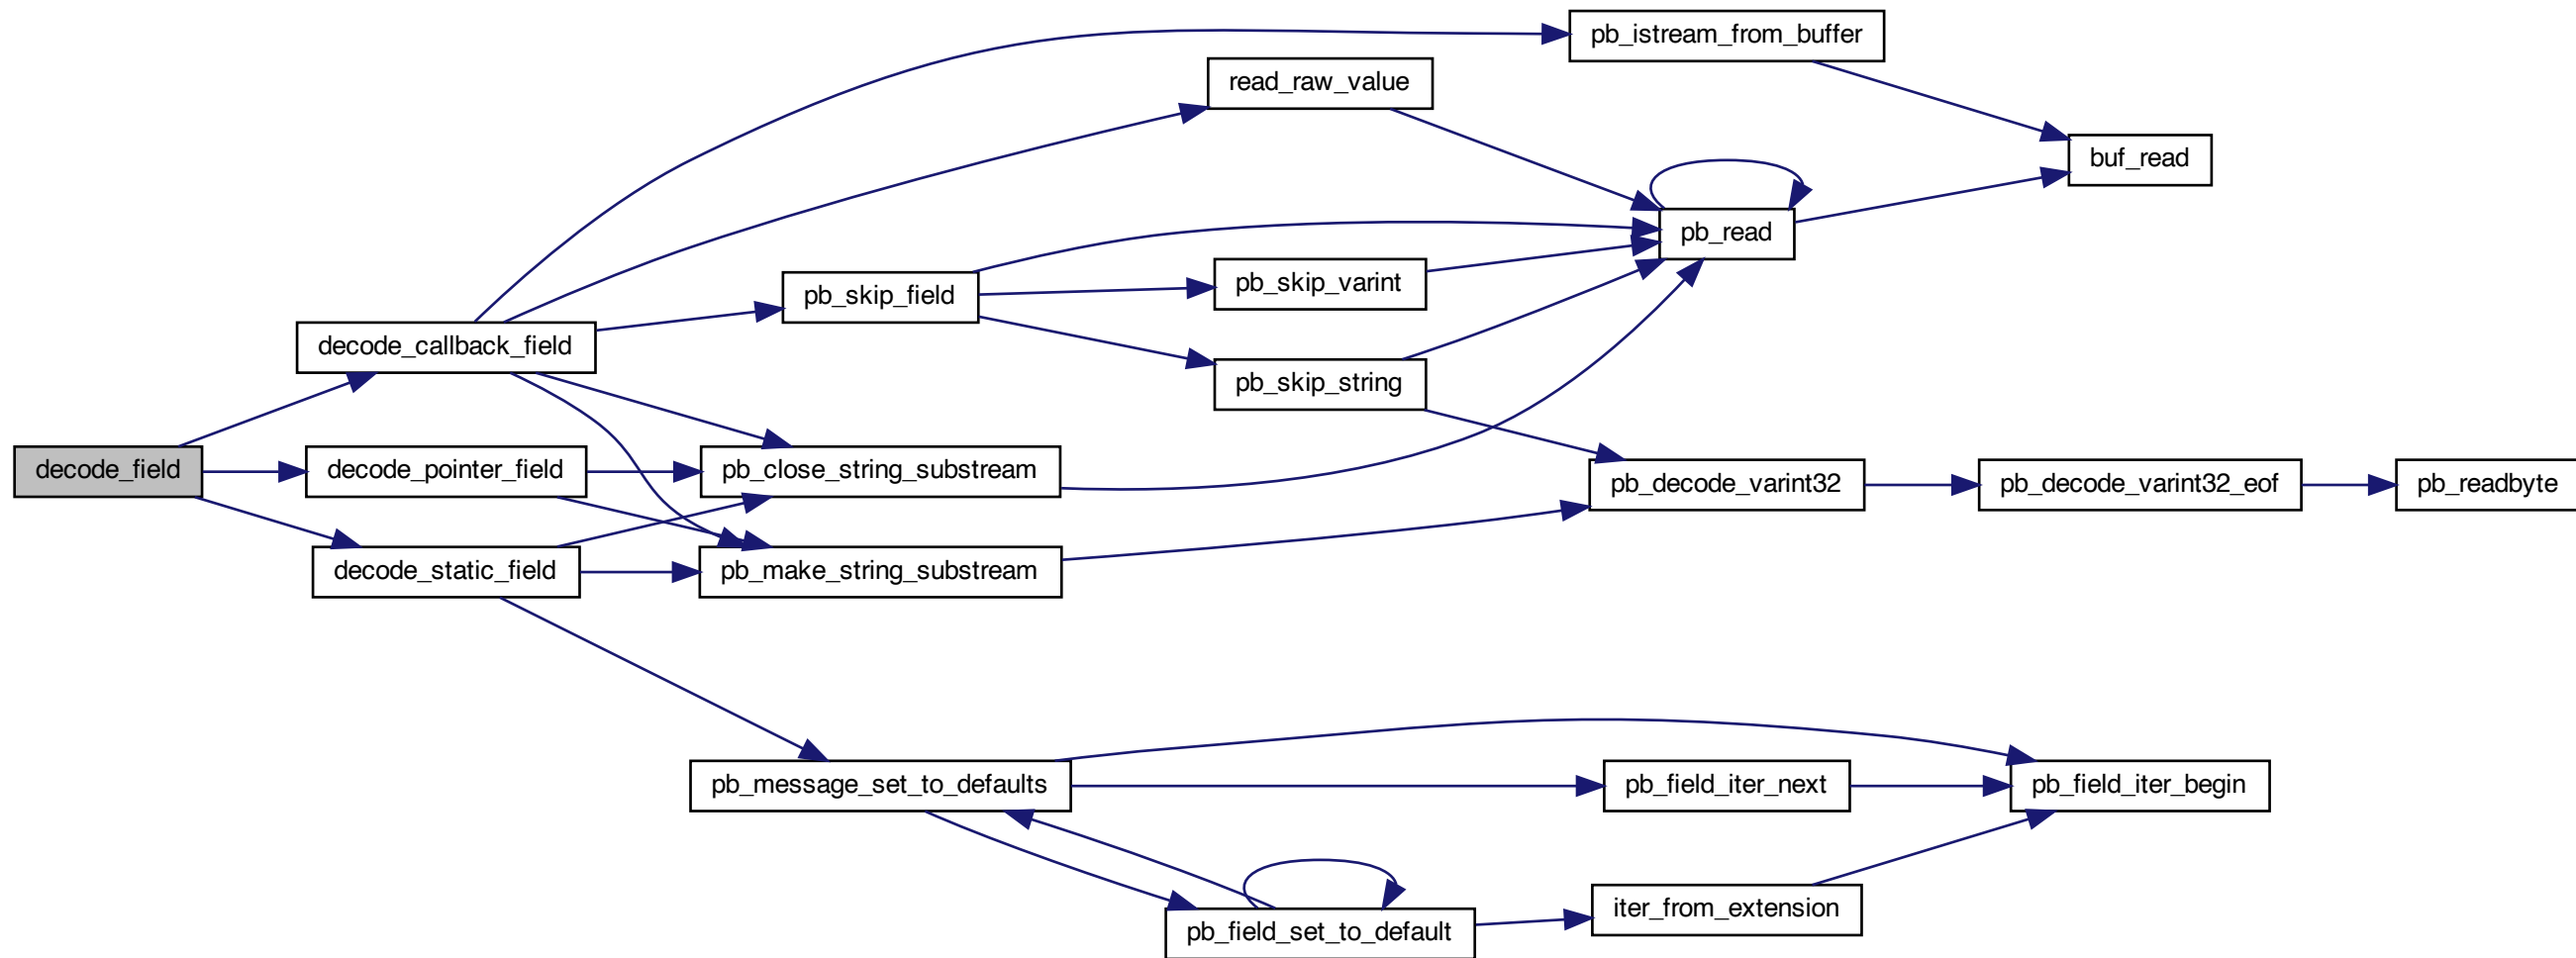 pb_istream_from_buffer
read_raw_value
buf_read
pb_read
pb_skip_field
pb_skip_varint
decode_callback_field
pb_skip_string
decode_field
decode_pointer_field
pb_close_string_substream
pb_decode_varint32
pb_decode_varint32_eof
pb_readbyte
decode_static_field
pb_make_string_substream
pb_message_set_to_defaults
pb_field_iter_next
pb_field_iter_begin
iter_from_extension
pb_field_set_to_default